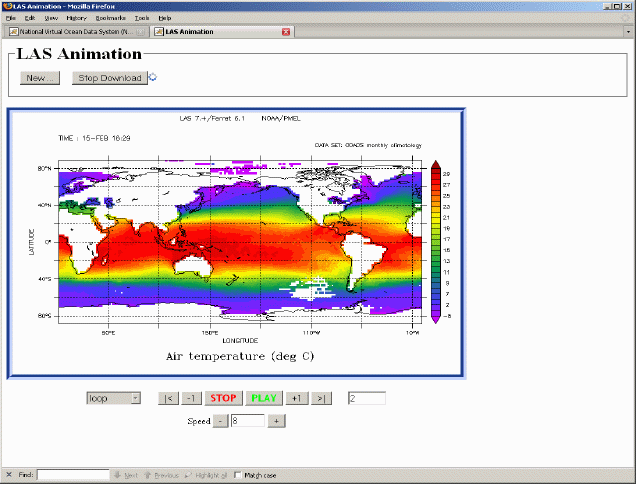 LAS Animation - Mozilla Firefox
File Edit View History Bookmarks Tools Help
National Virtual Ocean Data System (N...
LAS Animation
LAS Animation
New ... Stop Download
LAS 7.+/Ferret 6.1 NOAA/PMEL
TIME : 15-FEB 16:29
DATA SET: COADS monthly climatology
80°N
40°N
0°
40°S
80°S
LATITUDE
60°E 150°E 110°W 10°W
LONGITUDE
29
27
25
23
21
19
17
15
13
11
9
7
5
2
Air temperature (deg C)
loop |< -1 STOP PLAY +1 >| 2
Speed - 8 +
Find: Next Previous Highlight all Match case